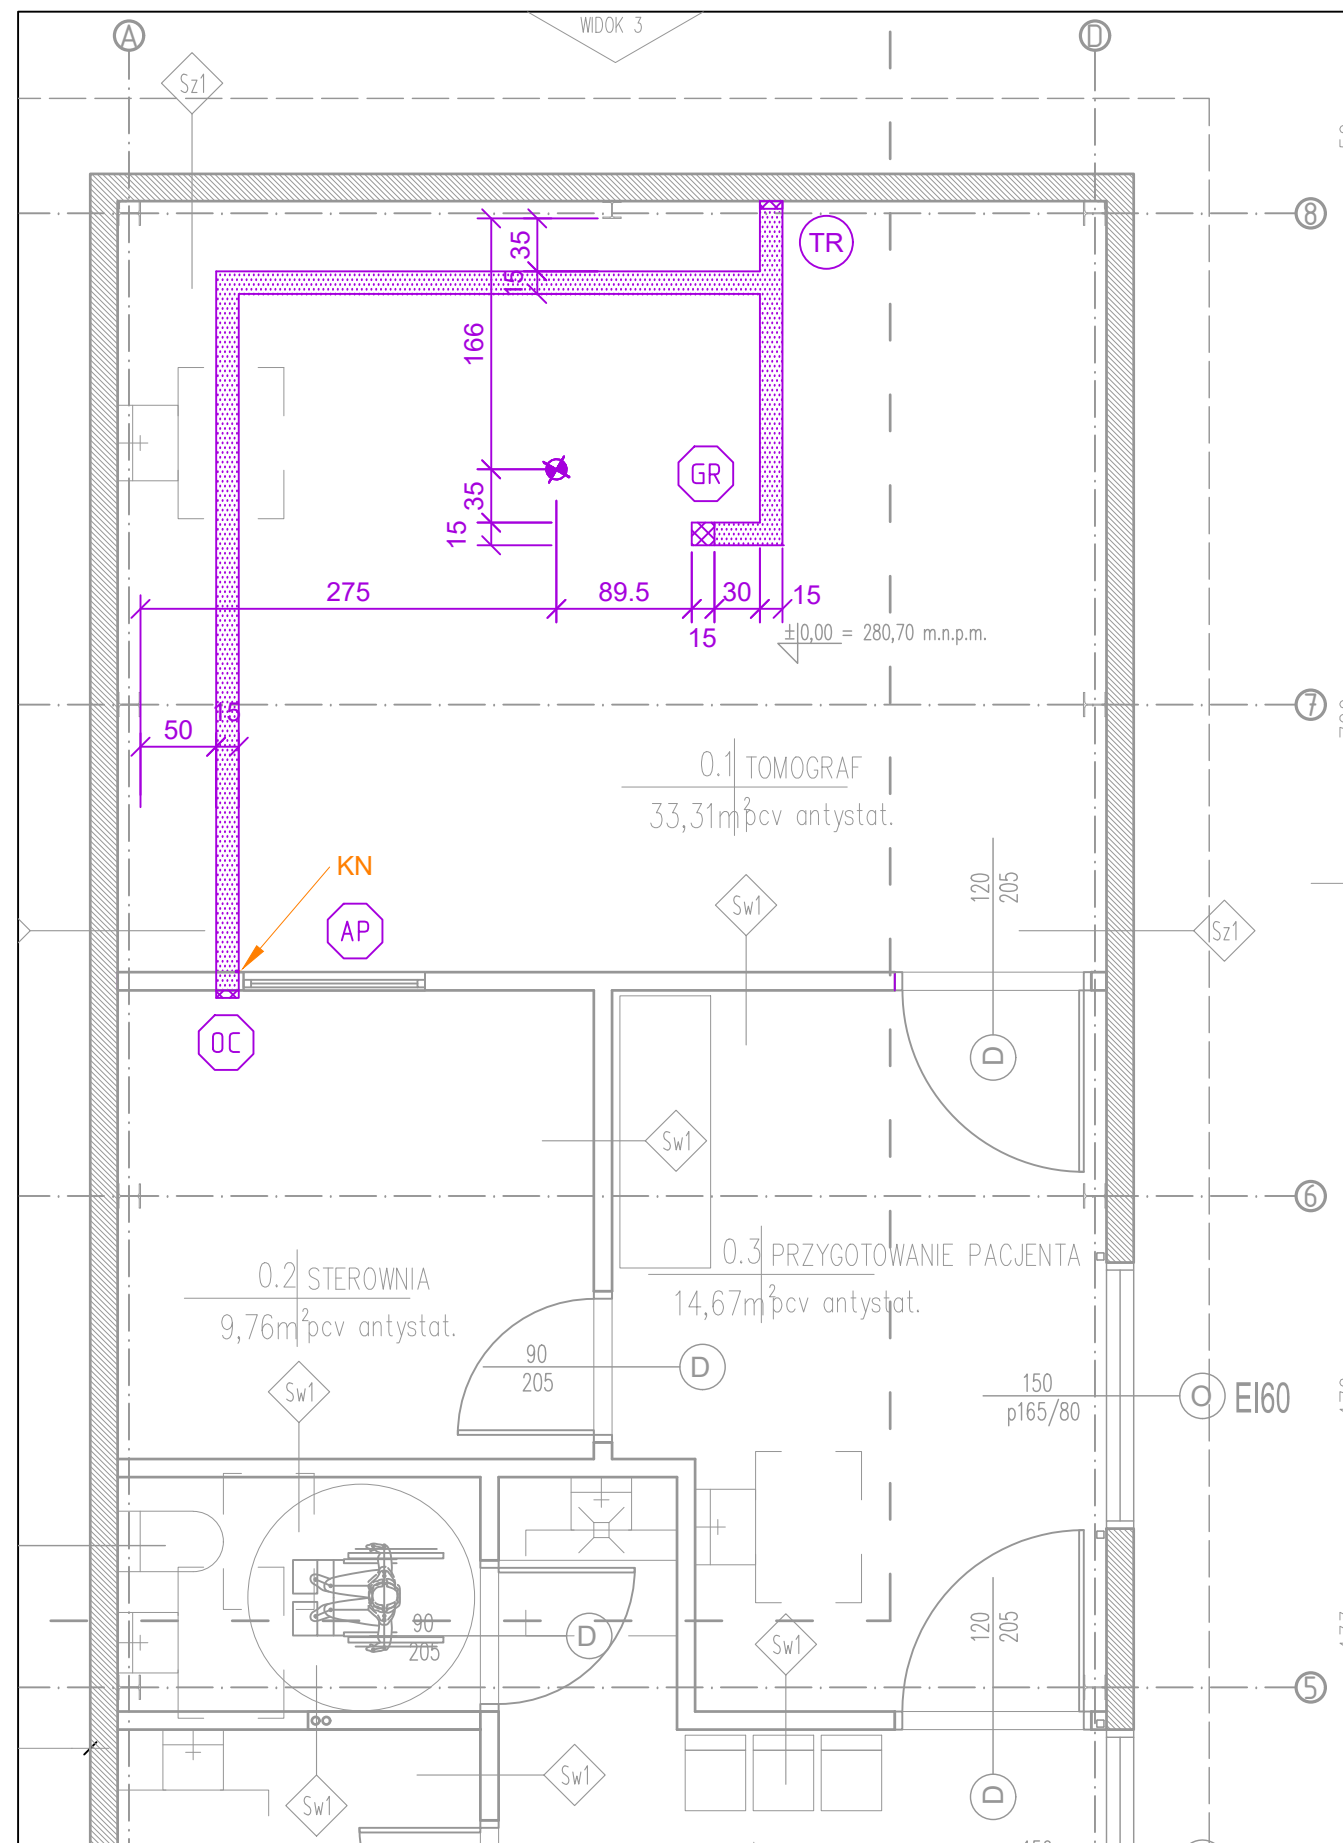 WIDOK 3
A
D
Sz1
8
TR
35
15
166
GR
35
15
275
89.5
30
15
15
±0,00 = 280,70 m.n.p.m.
7
15
50
0.1 TOMOGRAF
33,31m² pcv antystat.
KN
120
205
AP
Sw1
Sz1
OC
D
Sw1
6
0.3 PRZYGOTOWANIE PACJENTA
14,67m² pcv antystat.
0.2 STEROWNIA
9,76m² pcv antystat.
90
205
D
Sw1
150
p165/80
O
EI60
90
205
D
120
205
Sw1
5
Sw1
Sw1
D